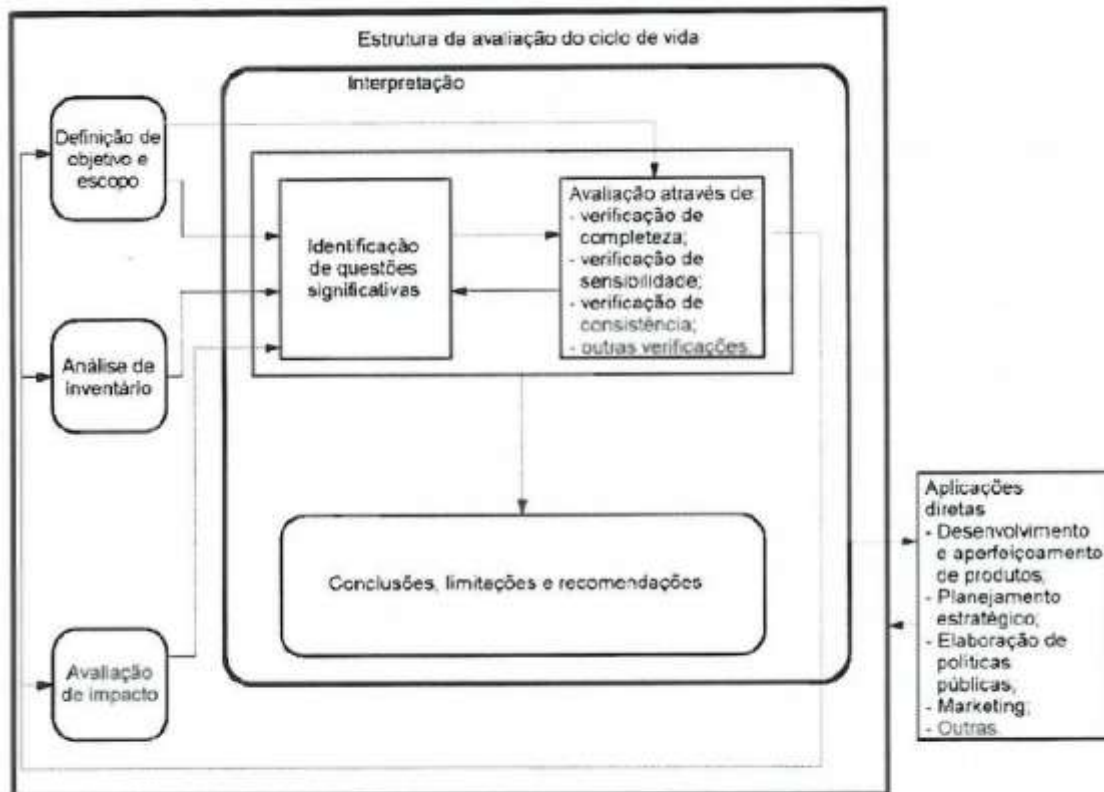 Estrutura da avaliação do ciclo de vida
Interpretação
Definição de
objetivo e
escopo
Identificação
de questões
significativas
Avaliação através de:
- verificação de
completeza;
- verificação de
sensibilidade;
- verificação de
consistência;
- outras verificações.
Análise de
inventário
Conclusões, limitações e recomendações
Avaliação
de impacto
Aplicações
diretas
- Desenvolvimento
e aperfeiçoamento
de produtos;
- Planejamento
estratégico;
- Elaboração de
políticas
públicas;
- Marketing;
- Outras.